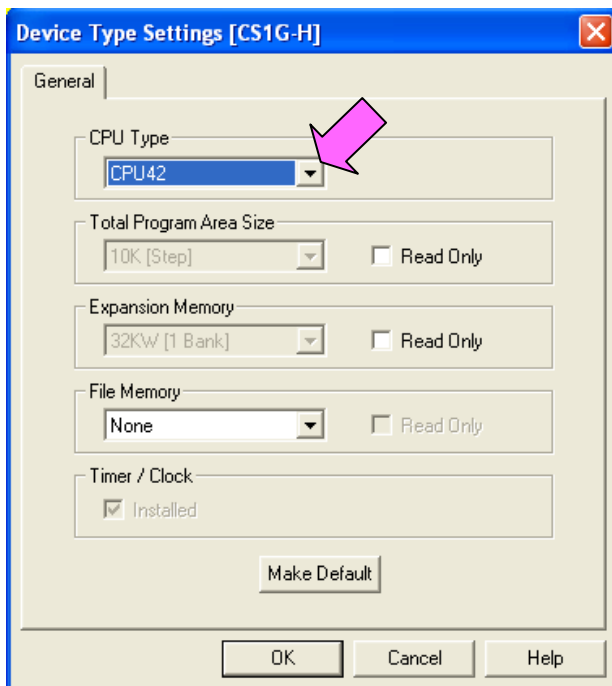 Device Type Settings [CS1G-H]
General
CPU Type
CPU42
Total Program Area Size
10K [Step]
Read Only
Expansion Memory
32KW [1 Bank]
Read Only
File Memory
None
Read Only
Timer / Clock
Installed
Make Default
OK
Cancel
Help